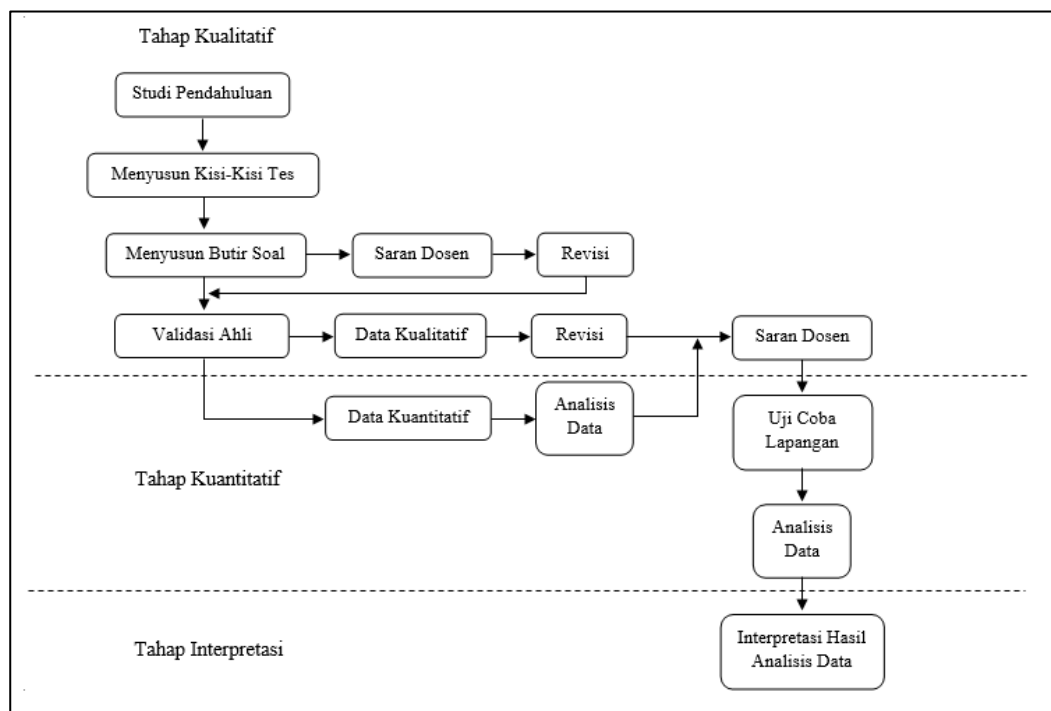 Tahap Kualitatif
Studi Pendahuluan
Menyusun Kisi-Kisi Tes
Menyusun Butir Soal
Saran Dosen
Revisi
Validasi Ahli
Data Kualitatif
Revisi
Saran Dosen
Data Kuantitatif
Analisis
Data
Uji Coba
Lapangan
Tahap Kuantitatif
Analisis
Data
Tahap Interpretasi
Interpretasi Hasil
Analisis Data